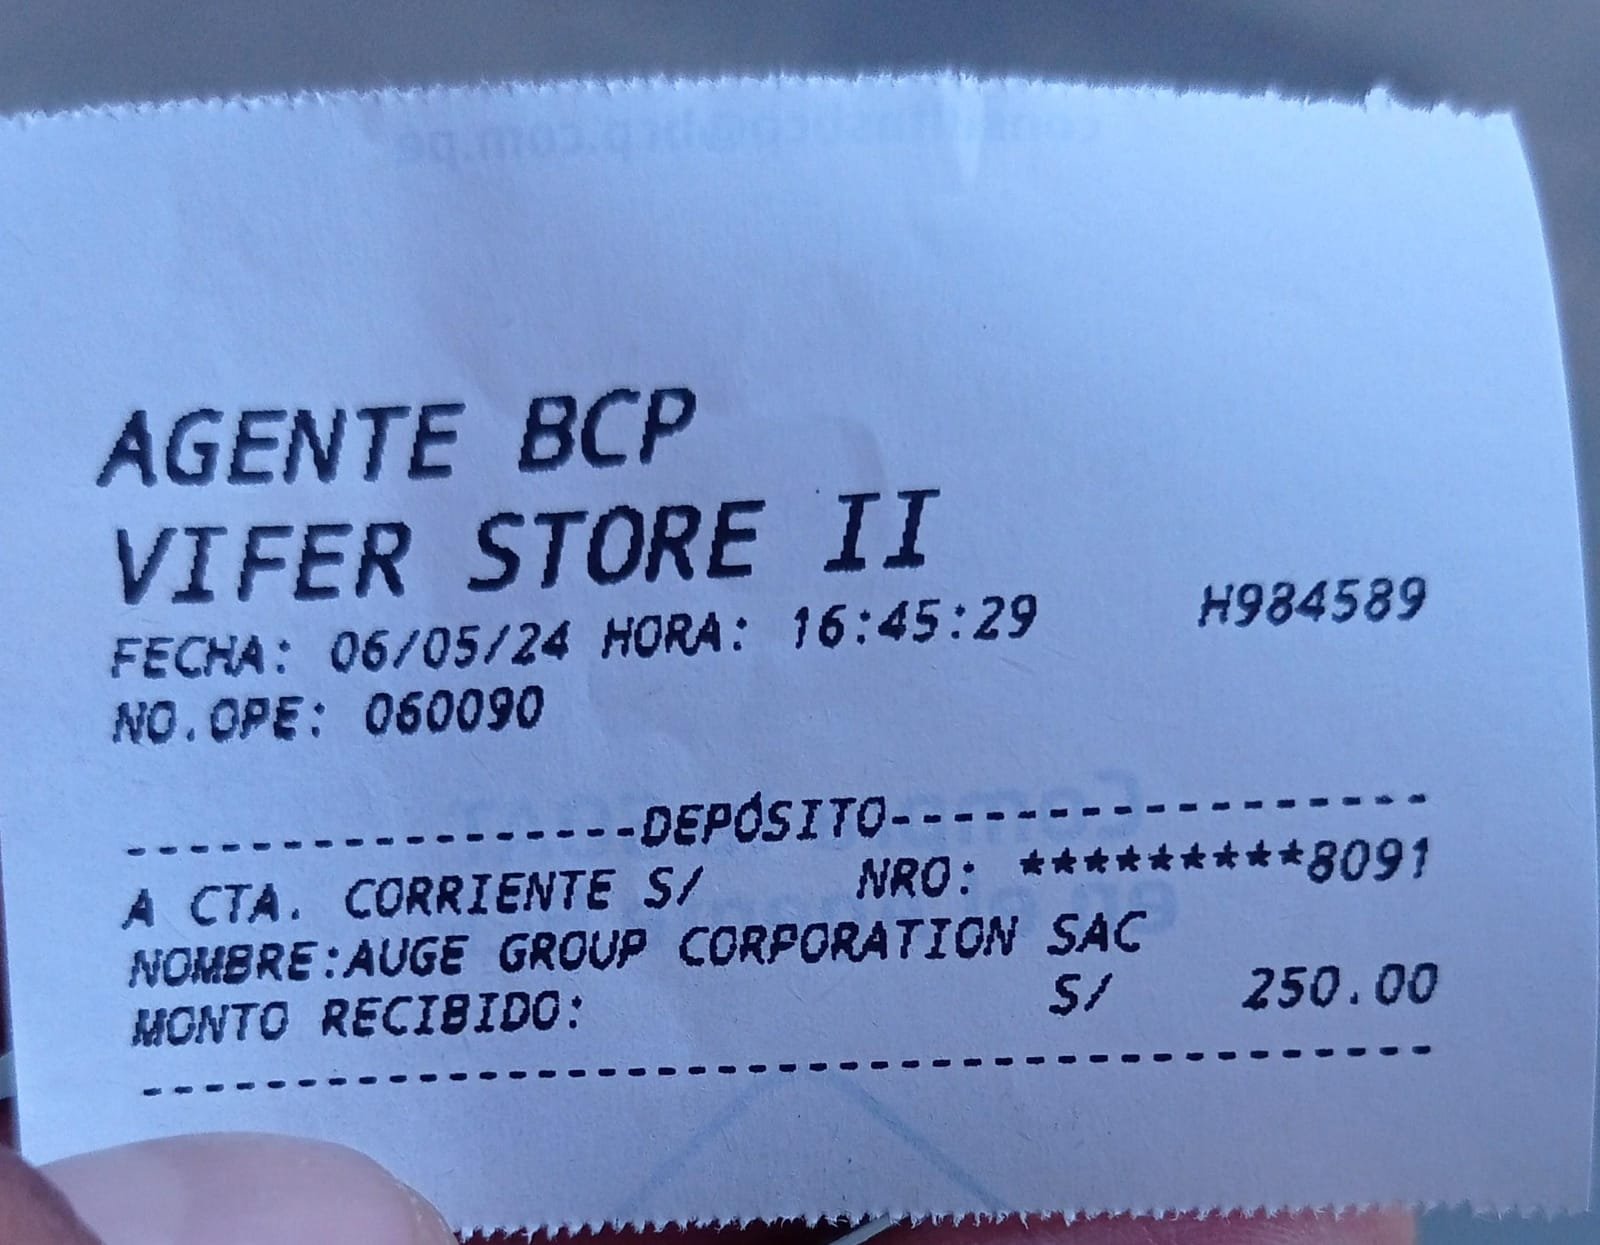 AGENTE BCP
VIFER STORE II
FECHA: 06/05/24 HORA: 16:45:29 H984589
NO.OPE: 060090
----------------DEPÓSITO------------------
A CTA. CORRIENTE S/ NRO: *********8091
NOMBRE:AUGE GROUP CORPORATION SAC
MONTO RECIBIDO: S/ 250.00
------------------------------------------